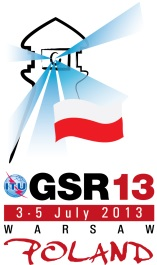 ITU GSR13
3-5 July 2013
WARSAW
POLAND